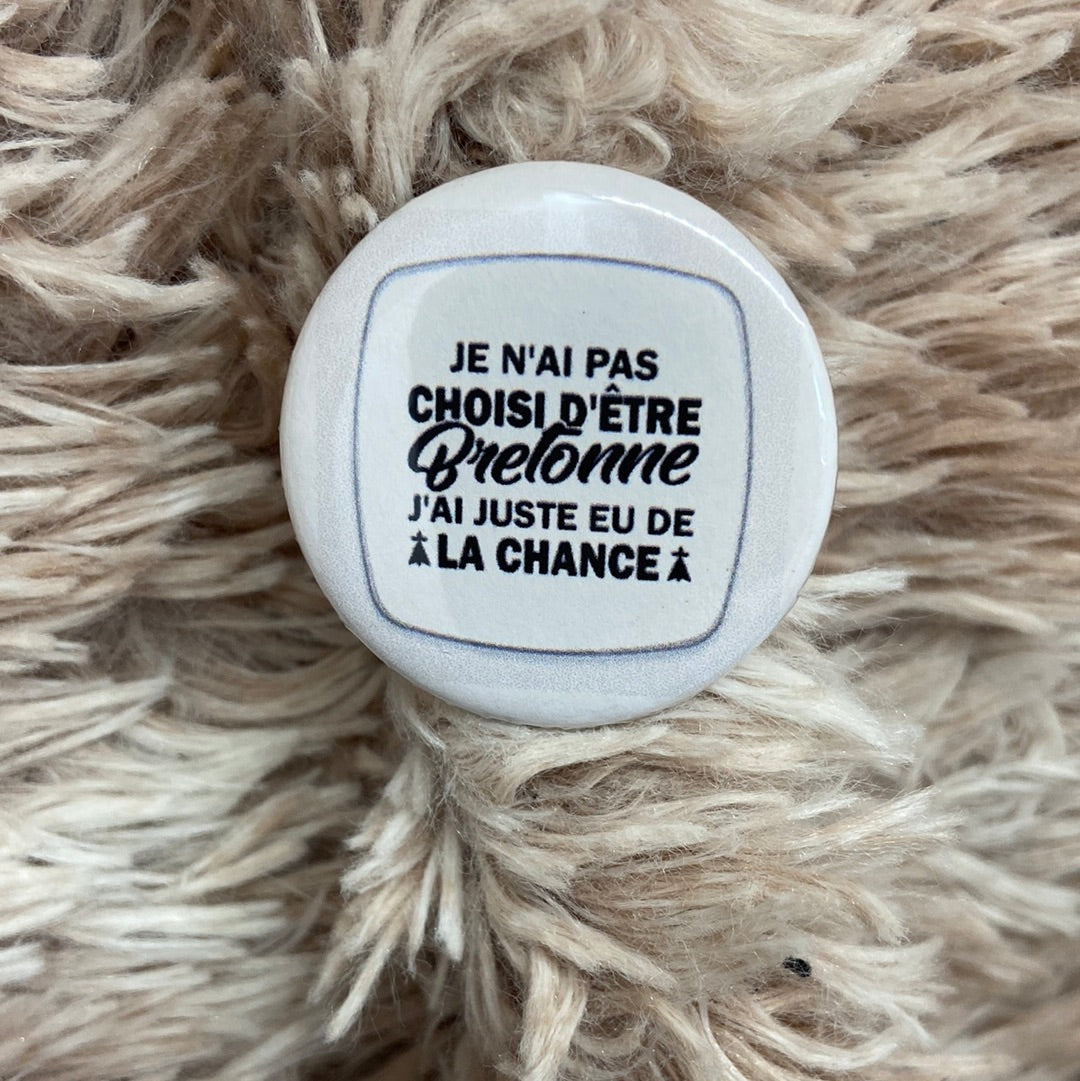 JE N'AI PAS
CHOISI D'ÊTRE
Bretonne
J'AI JUSTE EU DE
LA CHANCE